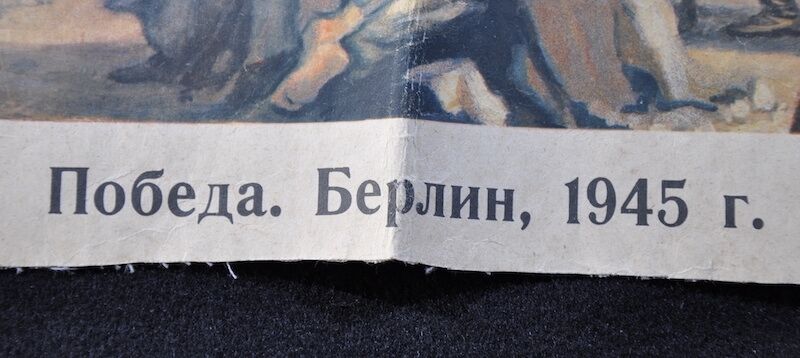 Победа. Берлин, 1945 г.